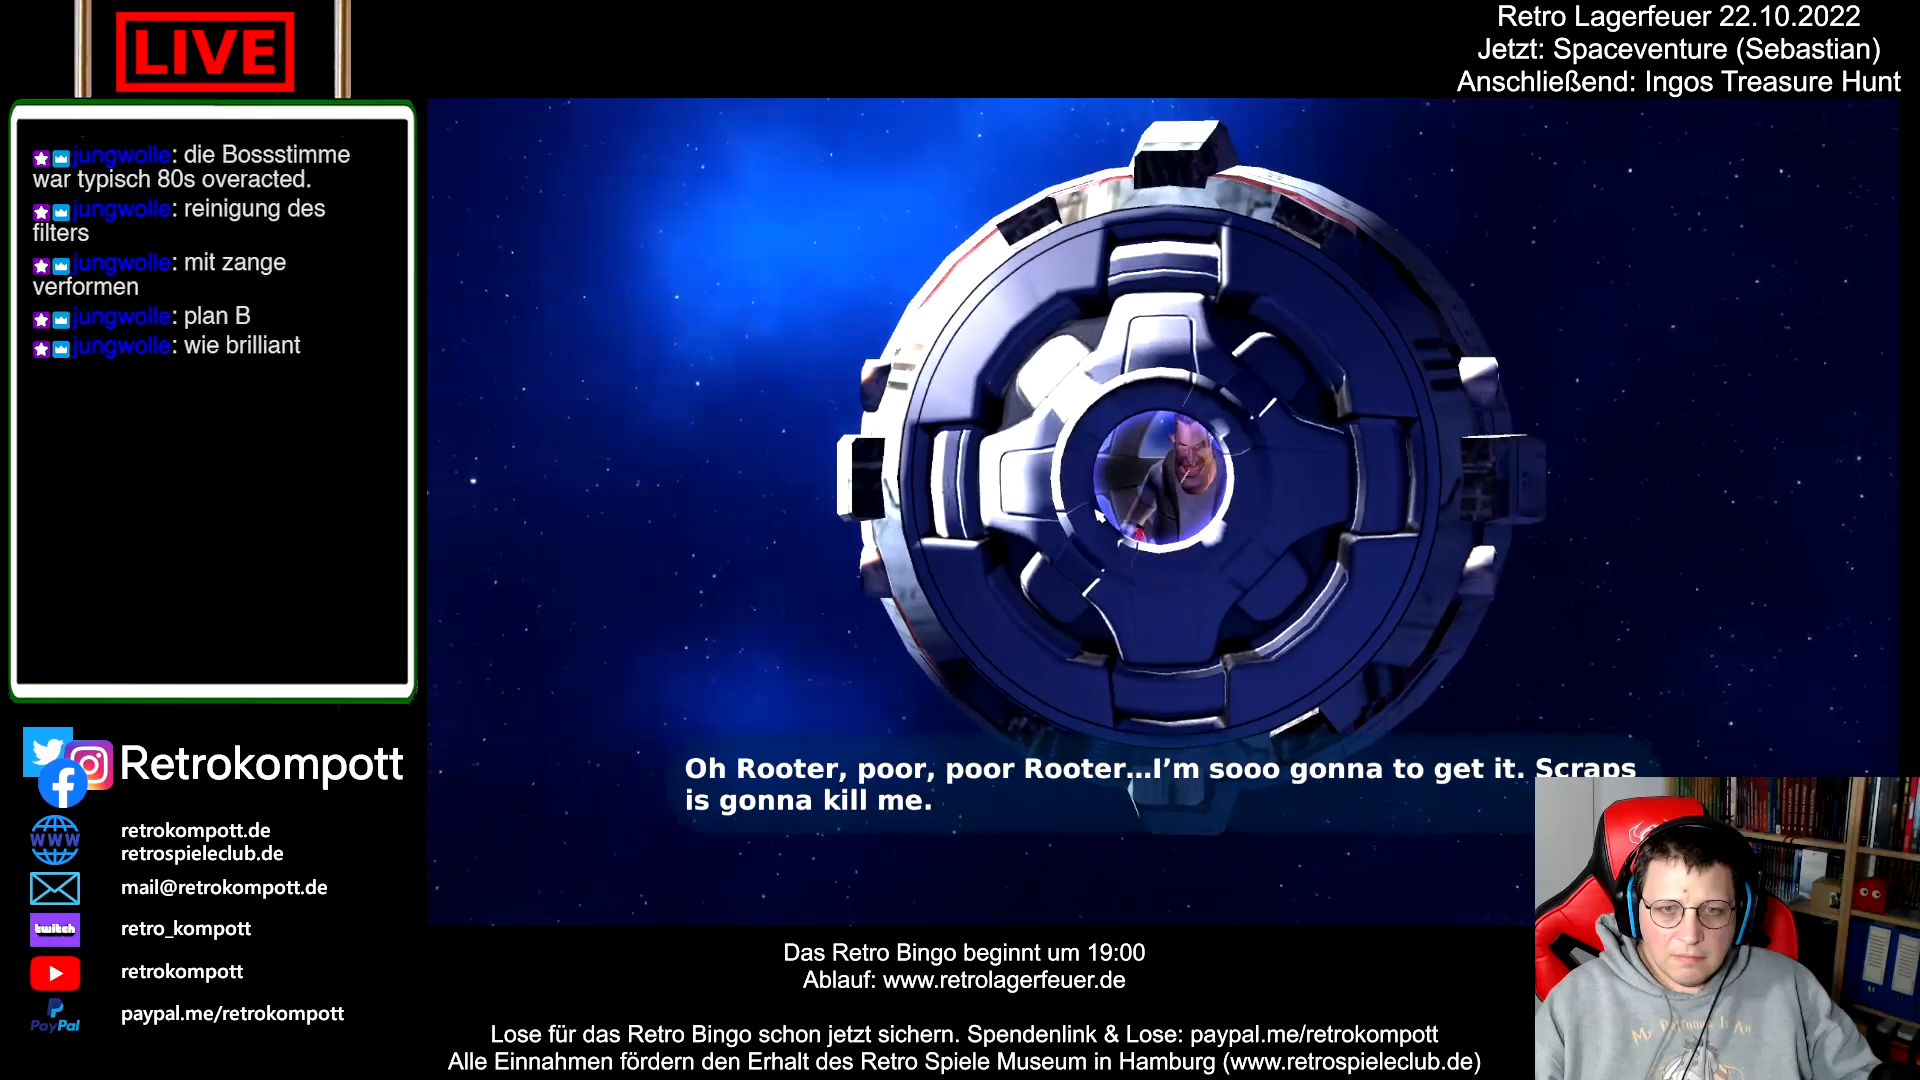 LIVE
Retro Lagerfeuer 22.10.2022
Jetzt: Spaceventure (Sebastian)
Anschließend: Ingos Treasure Hunt
jungwolle: die Bossstimme
war typisch 80s overacted.
jungwolle: reinigung des
filters
jungwolle: mit zange
verformen
jungwolle: plan B
jungwolle: wie brilliant
Oh Rooter, poor, poor Rooter...I'm sooo gonna to get it. Scraps
is gonna kill me.
Retrokompott
www
retrokompott.de
retrospieleclub.de
mail@retrokompott.de
twitch
retro_kompott
retrokompott
PayPal
paypal.me/retrokompott
Das Retro Bingo beginnt um 19:00
Ablauf: www.retrolagerfeuer.de
Lose für das Retro Bingo schon jetzt sichern. Spendenlink & Lose: paypal.me/retrokompott
Alle Einnahmen fördern den Erhalt des Retro Spiele Museum in Hamburg (www.retrospieleclub.de)
My Patronus Is An